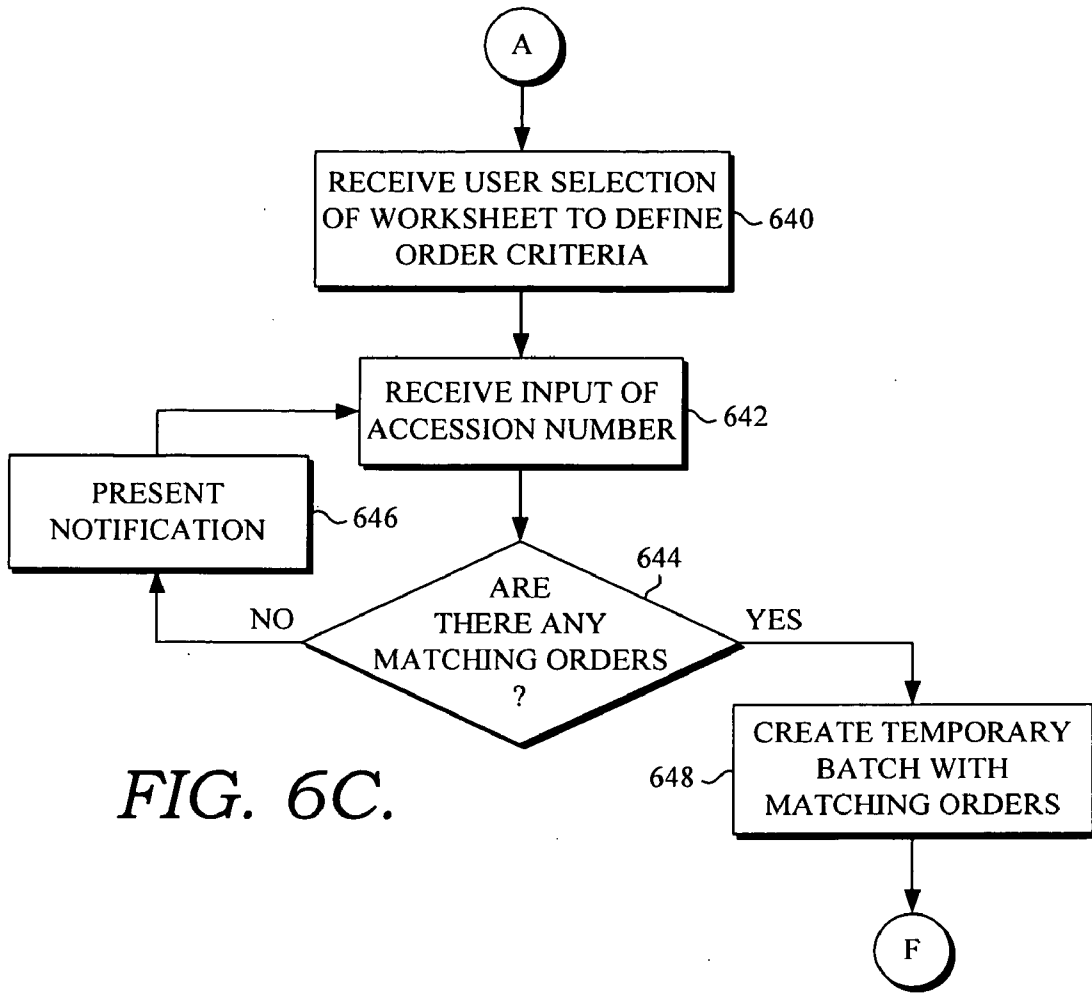 A
RECEIVE USER SELECTION
OF WORKSHEET TO DEFINE
ORDER CRITERIA
640
RECEIVE INPUT OF
ACCESSION NUMBER
642
PRESENT
NOTIFICATION
646
644
ARE
THERE ANY
MATCHING ORDERS
?
NO
YES
CREATE TEMPORARY
BATCH WITH
MATCHING ORDERS
648
FIG. 6C.
F